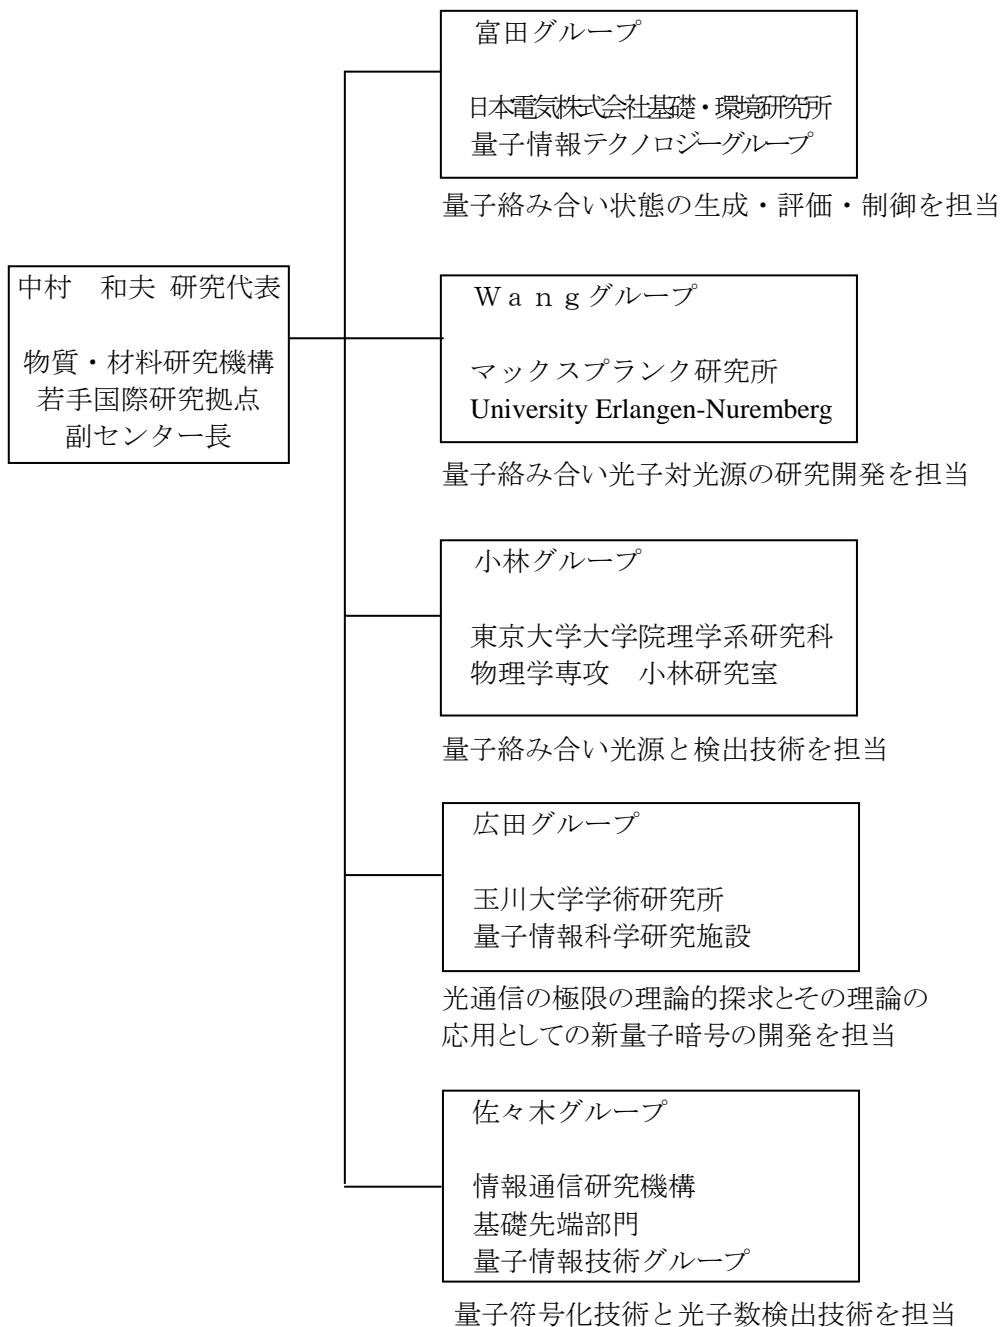 富田グループ
日本電気株式会社基礎・環境研究所
量子情報テクノロジーグループ
量子絡み合い状態の生成・評価・制御を担当
中村　和夫 研究代表
物質・材料研究機構
若手国際研究拠点
副センター長
Ｗａｎｇグループ
マックスプランク研究所
University Erlangen-Nuremberg
量子絡み合い光子対光源の研究開発を担当
小林グループ
東京大学大学院理学系研究科
物理学専攻　小林研究室
量子絡み合い光源と検出技術を担当
広田グループ
玉川大学学術研究所
量子情報科学研究施設
光通信の極限の理論的探求とその理論の
応用としての新量子暗号の開発を担当
佐々木グループ
情報通信研究機構
基礎先端部門
量子情報技術グループ
量子符号化技術と光子数検出技術を担当